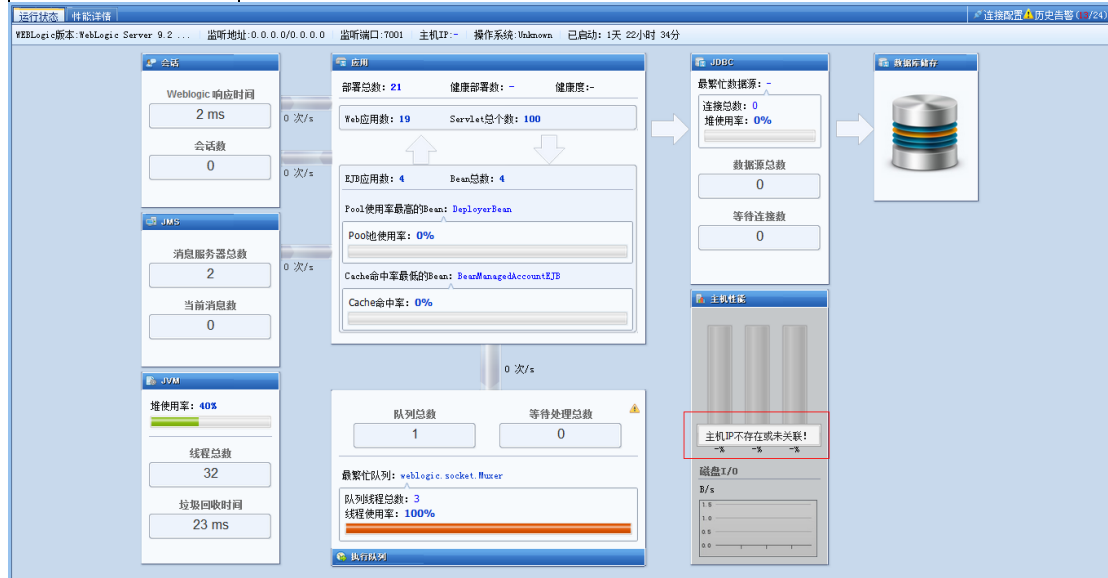 运行状态 性能详情 连接配置 历史告警(17/24)
WEBLogic版本:WebLogic Server 9.2 ... 监听地址:0.0.0.0/0.0.0.0 监听端口:7001 主机IP:- 操作系统:Unknown 已启动: 1天 22小时 34分
会话
Weblogic 响应时间
2 ms
会话数
0
0 次/s
0 次/s
JMS
消息服务器总数
2
当前消息数
0
0 次/s
JVM
堆使用率: 40%
线程总数
32
垃圾回收时间
23 ms
应用
部署总数: 21 健康部署数: - 健康度:-
Web应用数: 19 Servlet总个数: 100
EJB应用数: 4 Bean总数: 4
Pool使用率最高的Bean: DeployerBean
Pool池使用率: 0%
Cache命中率最低的Bean: BeanManagedAccountEJB
Cache命中率: 0%
0 次/s
队列总数 等待处理总数
1 0
最繁忙队列: weblogic.socket.Muxer
队列线程总数: 3
线程使用率: 100%
执行队列
JDBC
最繁忙数据源: -
连接总数: 0
堆使用率: 0%
数据源总数
0
等待连接数
0
主机性能
主机IP不存在或未关联!
-% -% -%
磁盘I/O
B/s
1.5
1.0
0.5
0.0
数据库储存